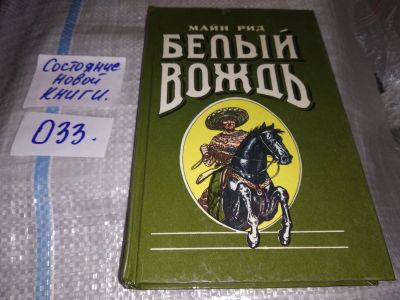 Состояние
новой
книги.
033.
МАЙН РИД
БЕЛЫЙ
ВОЖДЬ